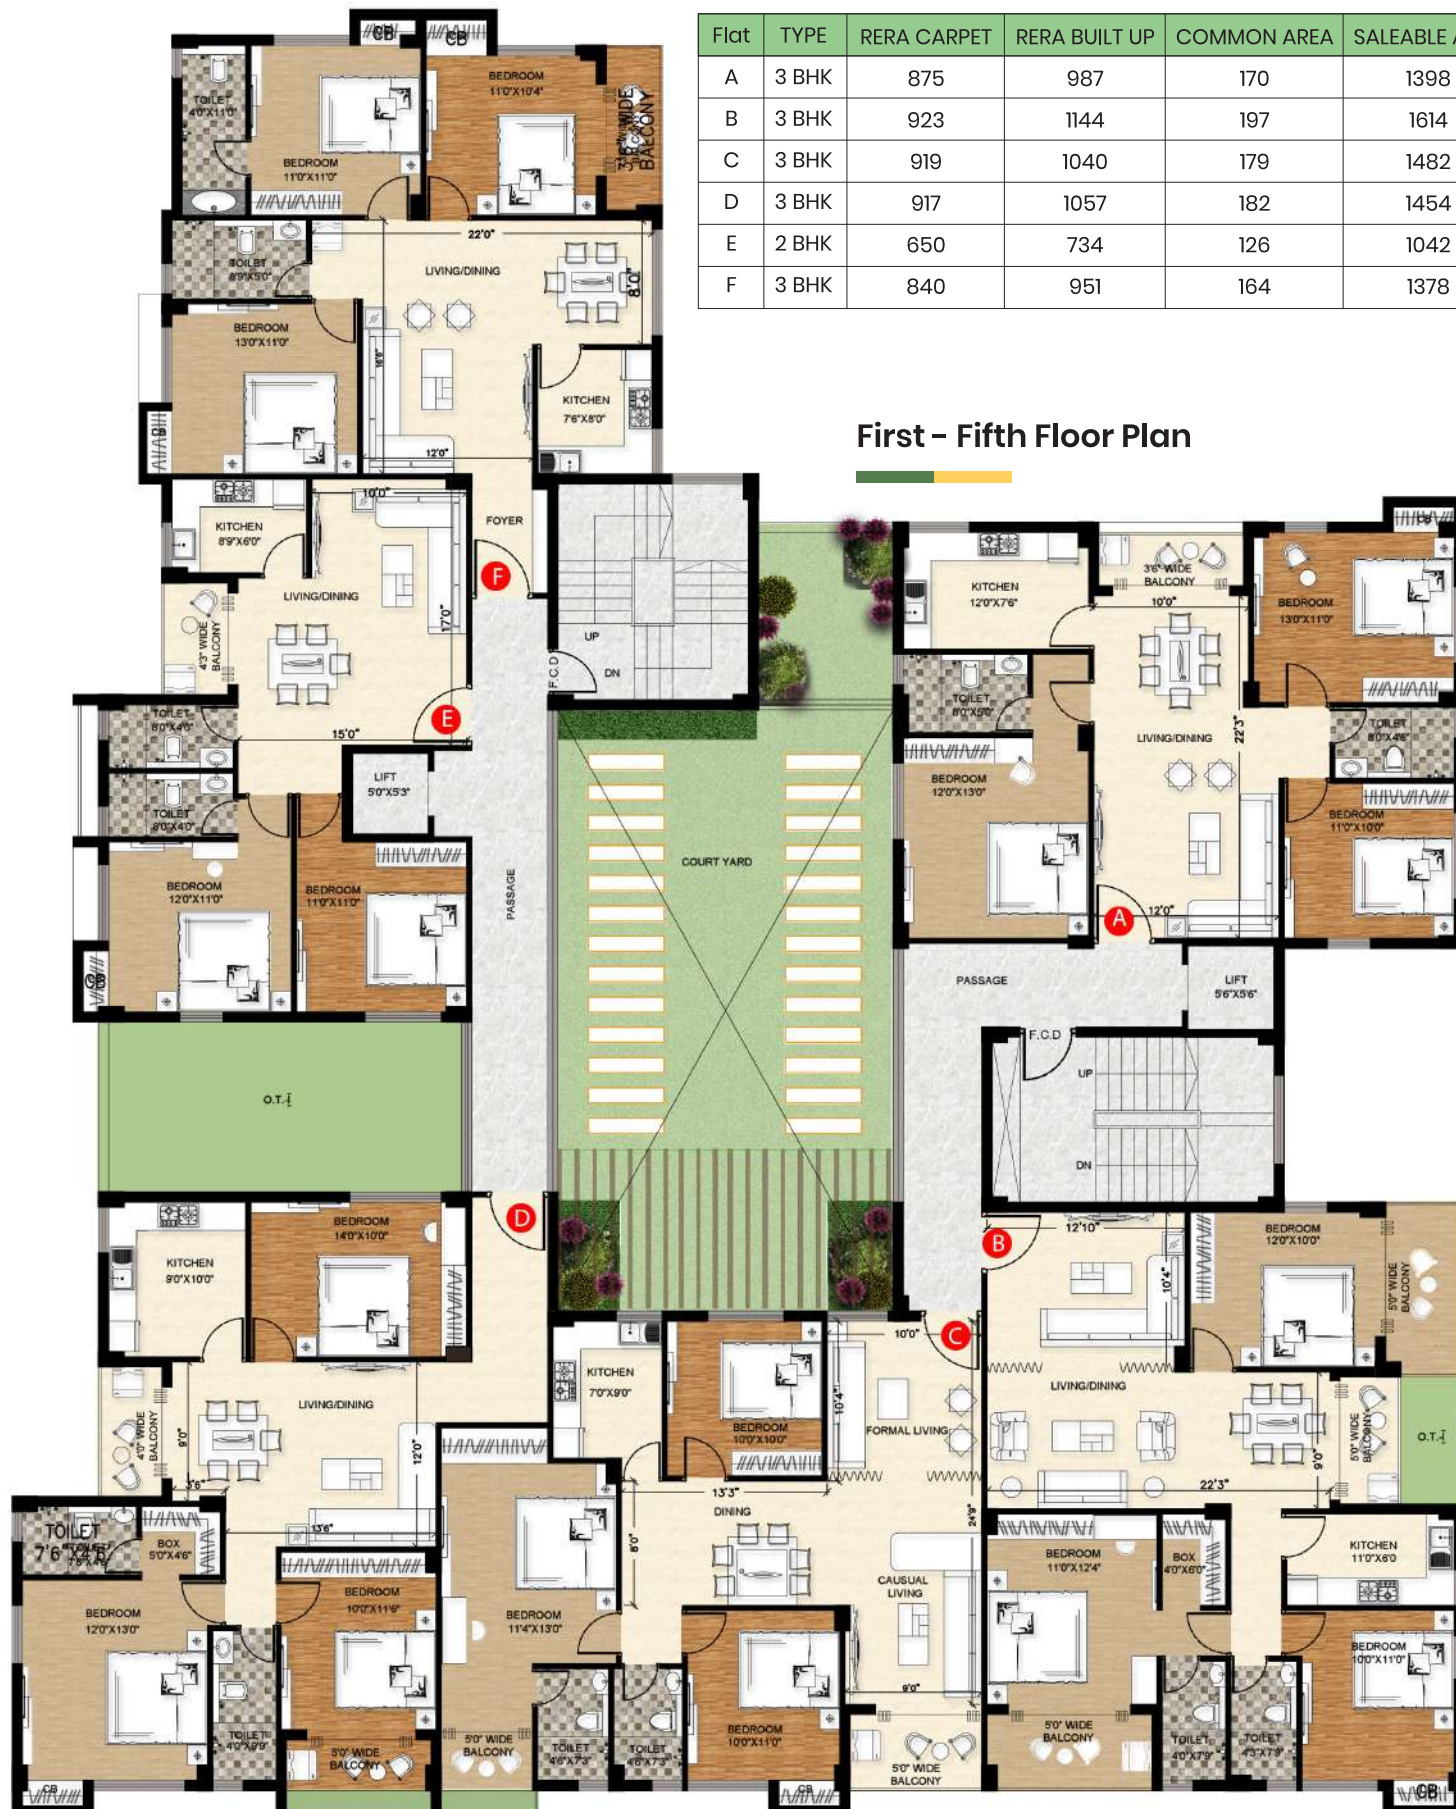 Flat TYPE RERA CARPET RERA BUILT UP COMMON AREA SALEABLE
A 3 BHK 875 987 170 1398
B 3 BHK 923 1144 197 1614
C 3 BHK 919 1040 179 1482
D 3 BHK 917 1057 182 1454
E 2 BHK 650 734 126 1042
F 3 BHK 840 951 164 1378
First - Fifth Floor Plan
CB
CB
TOILET
4'0"X11'0"
BEDROOM
11'0"X11'0"
BEDROOM
11'0"X10'4"
3'6" WIDE
BALCONY
22'0"
TOILET
8'9"X5'0"
LIVING/DINING
8'0"
BEDROOM
13'0"X11'0"
16'6"
KITCHEN
7'6"X8'0"
12'0"
CB
10'0"
KITCHEN
8'9"X6'0"
FOYER
F
LIVING/DINING
17'0"
4'3" WIDE
BALCONY
UP
DN
F.C.D
TOILET
8'0"X4'0"
E
15'0"
LIFT
5'0"X5'3"
TOILET
8'0"X4'0"
BEDROOM
12'0"X11'0"
BEDROOM
11'0"X11'0"
CB
PASSAGE
COURT YARD
O.T.
CB
KITCHEN
12'0"X7'6"
3'6" WIDE
BALCONY
10'0"
BEDROOM
13'0"X11'0"
TOILET
8'0"X5'0"
LIVING/DINING
22'3"
TOILET
8'0"X4'6"
BEDROOM
12'0"X13'0"
BEDROOM
11'0"X10'0"
A
12'0"
PASSAGE
LIFT
5'6"X5'6"
F.C.D
UP
DN
D
KITCHEN
9'0"X10'0"
BEDROOM
14'0"X10'0"
4'0" WIDE
BALCONY
9'0"
LIVING/DINING
12'0"
3'6"
13'6"
TOILET
7'6"X4'6"
TOILET
7'6"X4'6"
BOX
5'0"X4'6"
BEDROOM
12'0"X13'0"
BEDROOM
10'0"X11'6"
TOILET
4'0"X9'9"
5'0" WIDE
BALCONY
CB
KITCHEN
7'0"X9'0"
BEDROOM
10'0"X10'0"
10'0"
C
10'4"
FORMAL LIVING
13'3"
DINING
24'9"
8'0"
BEDROOM
11'4"X13'0"
CAUSUAL
LIVING
9'0"
5'0" WIDE
BALCONY
TOILET
4'6"X7'3"
TOILET
4'6"X7'3"
BEDROOM
10'0"X11'0"
5'0" WIDE
BALCONY
CB
B
12'10"
10'4"
BEDROOM
12'0"X10'0"
5'0" WIDE
BALCONY
LIVING/DINING
9'0"
5'0" WIDE
BALCONY
O.T.
22'3"
BEDROOM
11'0"X12'4"
BOX
4'0"X6'0"
KITCHEN
11'0"X6'0"
BEDROOM
10'0"X11'0"
5'0" WIDE
BALCONY
TOILET
4'0"X7'9"
TOILET
4'3"X7'9"
CB